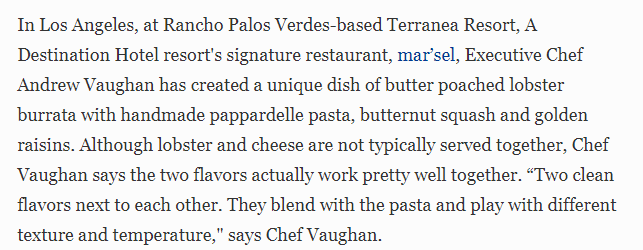 In Los Angeles, at Rancho Palos Verdes-based Terranea Resort, A
Destination Hotel resort's signature restaurant, mar’sel, Executive Chef
Andrew Vaughan has created a unique dish of butter poached lobster
burrata with handmade pappardelle pasta, butternut squash and golden
raisins. Although lobster and cheese are not typically served together, Chef
Vaughan says the two flavors actually work pretty well together. “Two clean
flavors next to each other. They blend with the pasta and play with different
texture and temperature," says Chef Vaughan.